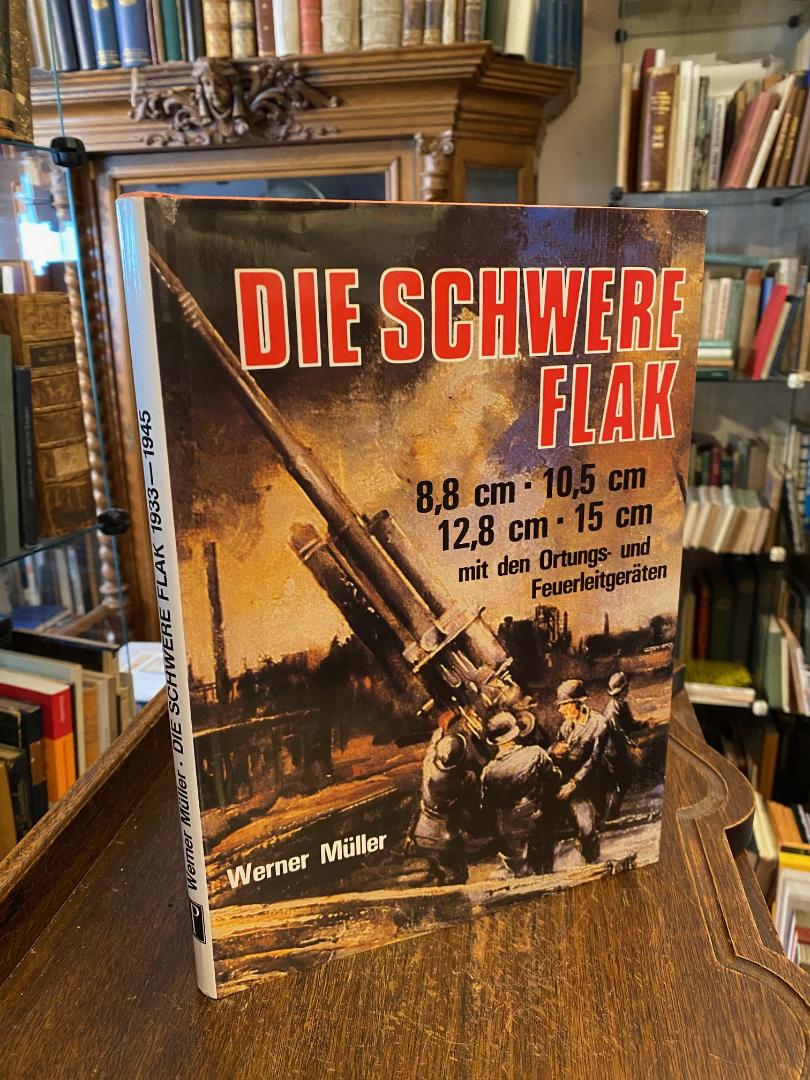 DIE SCHWERE
FLAK
8,8 cm · 10,5 cm
12,8 cm · 15 cm
mit den Ortungs- und
Feuerleitgeräten
Werner Müller
Werner Müller · DIE SCHWERE FLAK 1933—1945